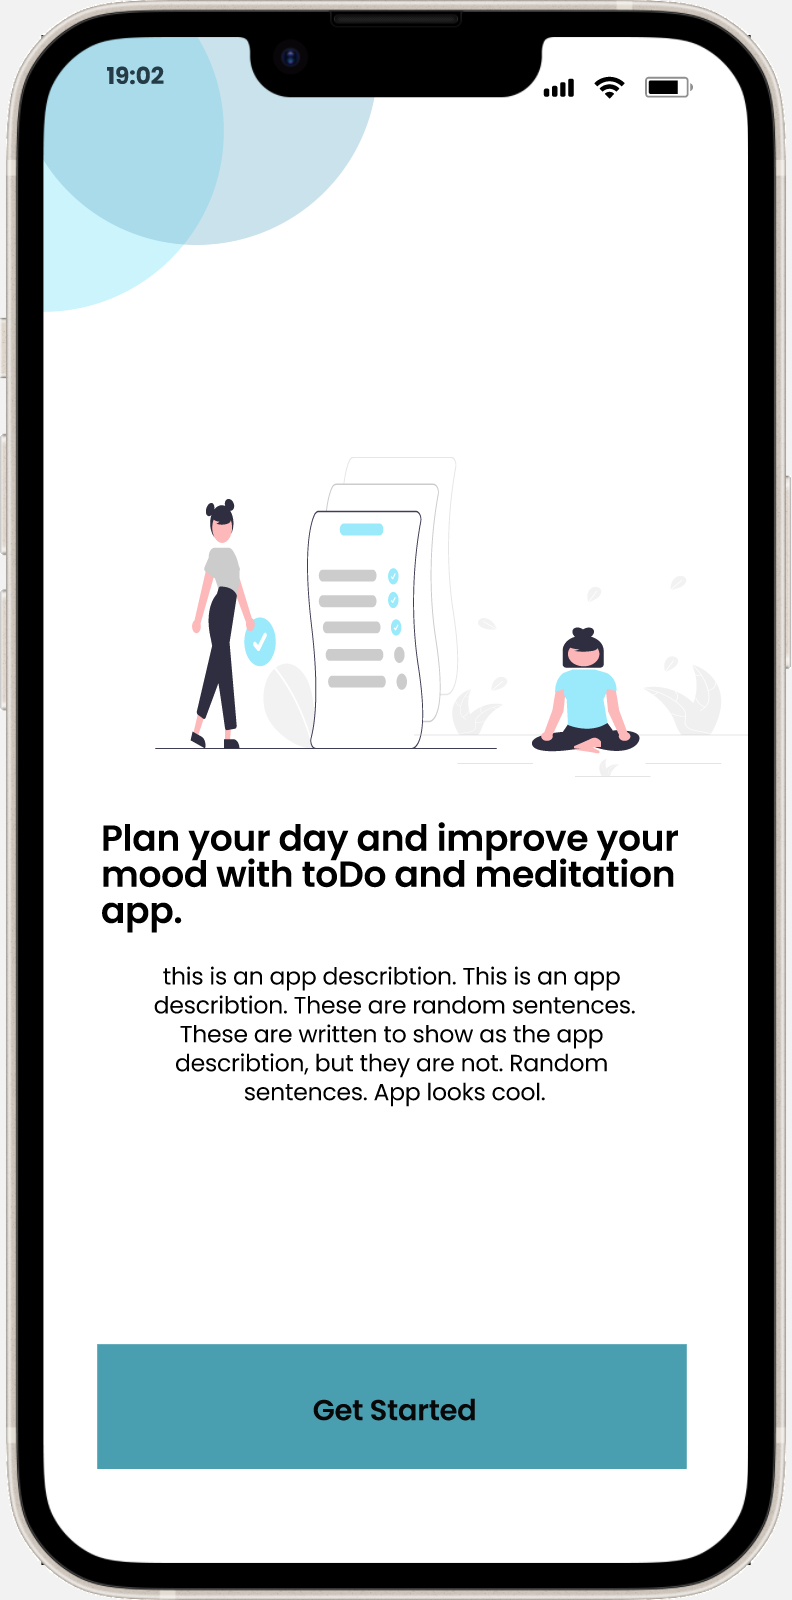 19:02
Plan your day and improve your
mood with toDo and meditation
app.
this is an app describtion. This is an app
describtion. These are random sentences.
These are written to show as the app
describtion, but they are not. Random
sentences. App looks cool.
Get Started